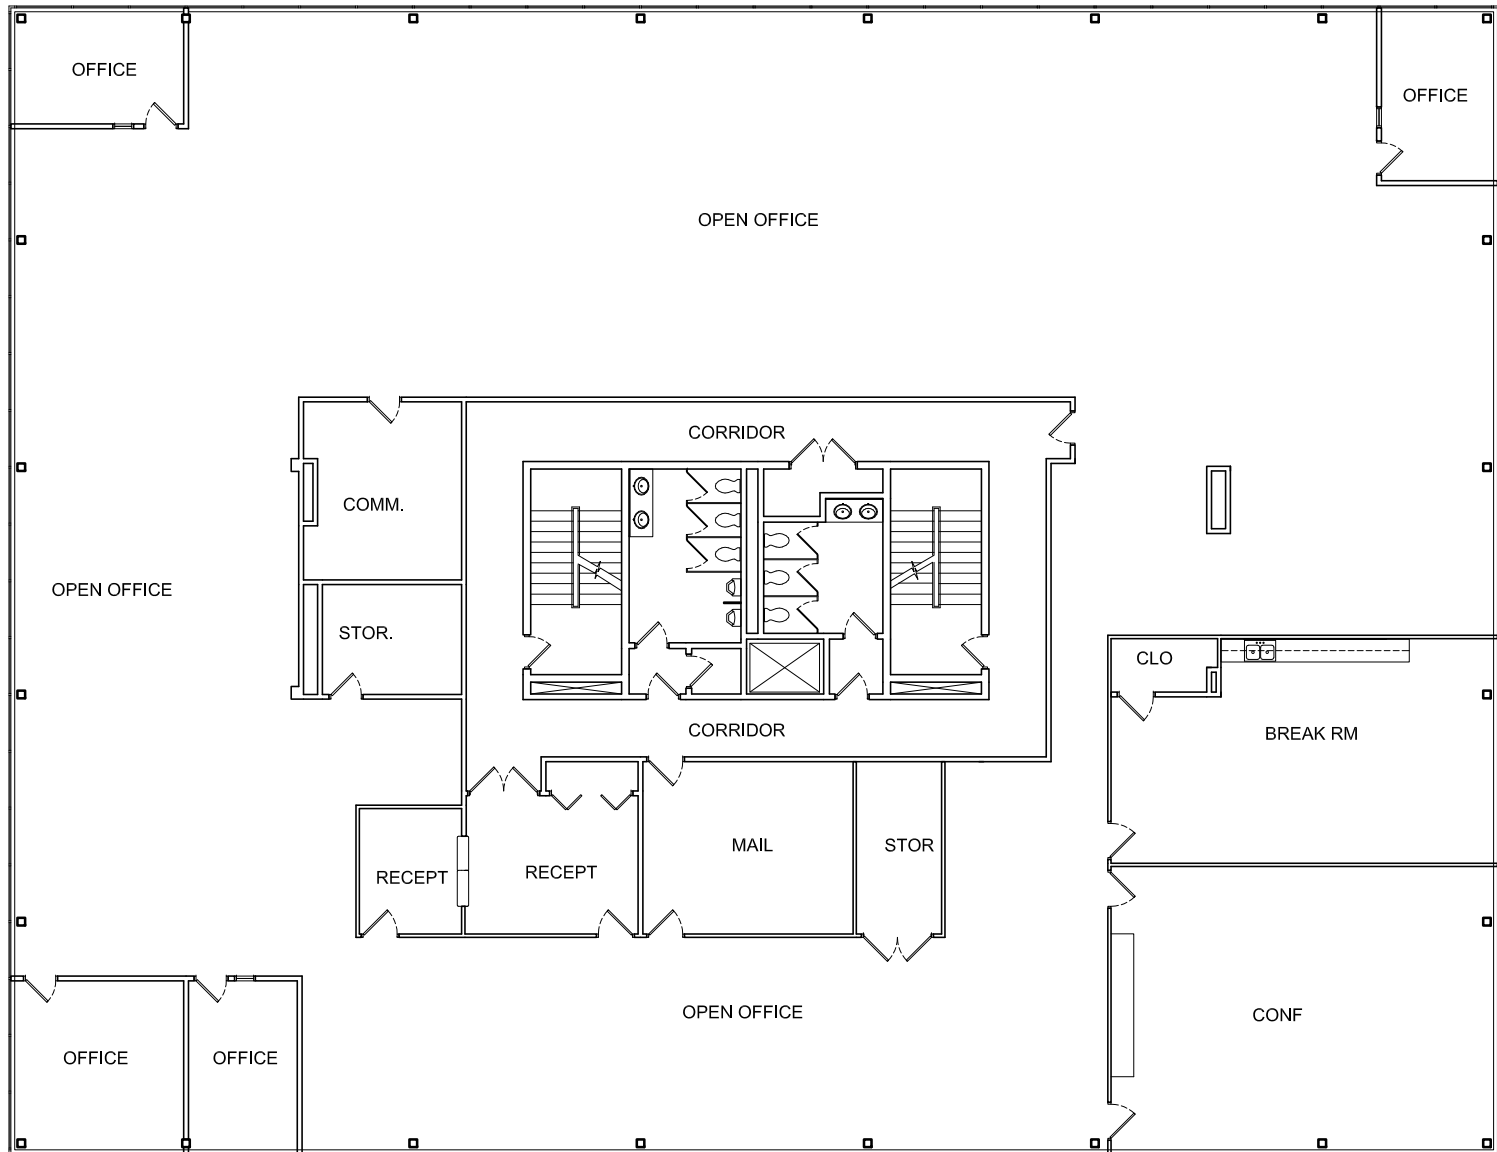 OFFICE
OFFICE
OPEN OFFICE
CORRIDOR
COMM.
OPEN OFFICE
STOR.
CLO
CORRIDOR
BREAK RM
MAIL
STOR
RECEPT
RECEPT
OPEN OFFICE
CONF
OFFICE
OFFICE